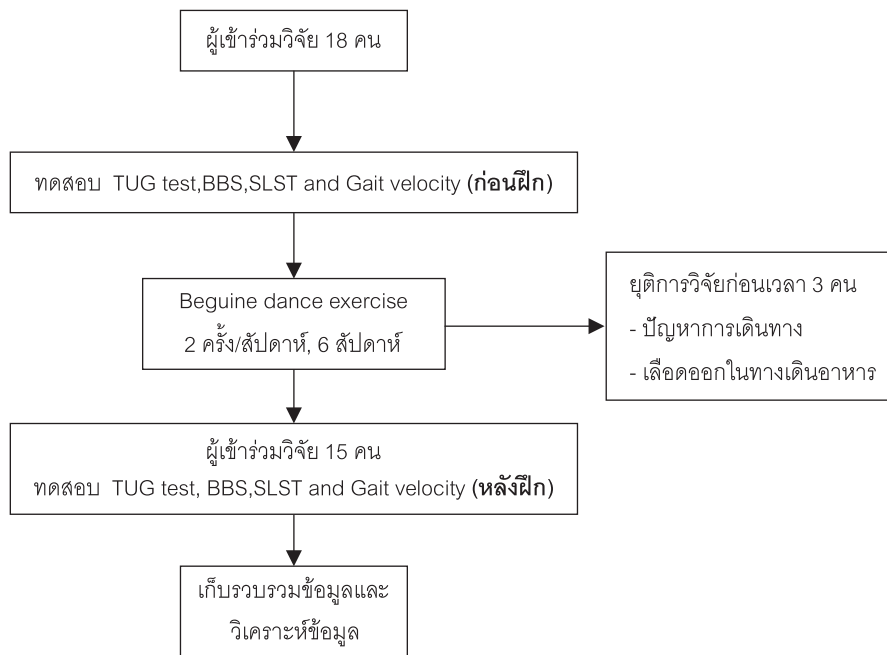 ผู้เข้าร่วมวิจัย 18 คน
ทดสอบ TUG test,BBS,SLST and Gait velocity (ก่อนฝึก)
Beguine dance exercise
2 ครั้ง/สัปดาห์, 6 สัปดาห์
ยุติการวิจัยก่อนเวลา 3 คน
- ปัญหาการเดินทาง
- เลือดออกในทางเดินอาหาร
ผู้เข้าร่วมวิจัย 15 คน
ทดสอบ TUG test, BBS,SLST and Gait velocity (หลังฝึก)
เก็บรวบรวมข้อมูลและ
วิเคราะห์ข้อมูล